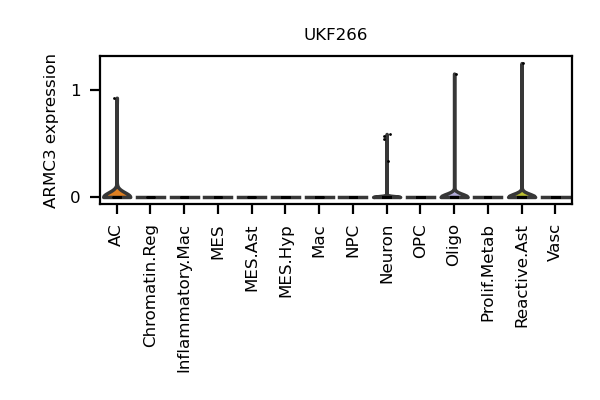 UKF266
ARMC3 expression
1
0
AC
Chromatin.Reg
Inflammatory.Mac
MES
MES.Ast
MES.Hyp
Mac
NPC
Neuron
OPC
Oligo
Prolif.Metab
Reactive.Ast
Vasc